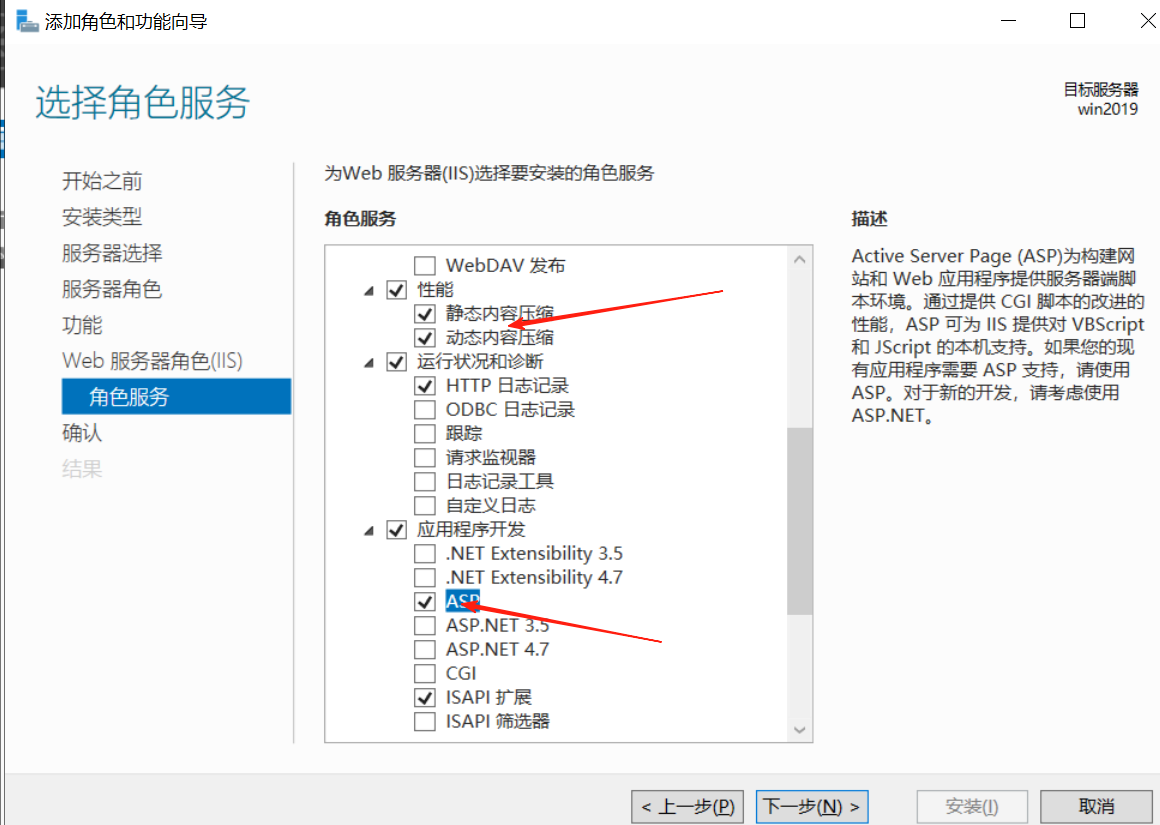 添加角色和功能向导
选择角色服务
目标服务器
win2019
开始之前
安装类型
服务器选择
服务器角色
功能
Web 服务器角色(IIS)
角色服务
确认
结果
为Web 服务器(IIS)选择要安装的角色服务
角色服务
WebDAV 发布
性能
静态内容压缩
动态内容压缩
运行状况和诊断
HTTP 日志记录
ODBC 日志记录
跟踪
请求监视器
日志记录工具
自定义日志
应用程序开发
.NET Extensibility 3.5
.NET Extensibility 4.7
ASP
ASP.NET 3.5
ASP.NET 4.7
CGI
ISAPI 扩展
ISAPI 筛选器
描述
Active Server Page (ASP)为构建网
站和 Web 应用程序提供服务器端脚
本环境。通过提供 CGI 脚本的改进的
性能，ASP 可为 IIS 提供对 VBScript
和 JScript 的本机支持。如果您的现
有应用程序需要 ASP 支持，请使用
ASP。对于新的开发，请考虑使用
ASP.NET。
< 上一步(P)
下一步(N) >
安装(I)
取消